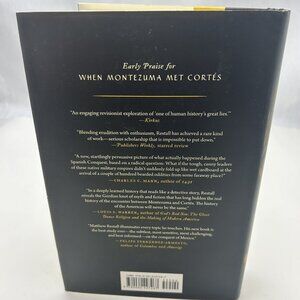 Early Praise for
WHEN MONTEZUMA MET CORTÉS
"An engaging revisionist exploration of 'one of human history's great lies.'"
—Kirkus
"Blending erudition with enthusiasm, Restall has achieved a rare kind of
work—serious scholarship that is impossible to put down."
—Publishers Weekly, starred review
"A new, startlingly persuasive picture of what actually happened during the
Spanish Conquest, based on a radical question: What if the tough, canny leaders
of these native military empires didn't suddenly fold up like wet cardboard at the
arrival of a couple of hundred bearded oddities from some faraway place?"
—CHARLES C. MANN, author of 1491
"In a deeply learned history that reads like a detective story, Restall
unravels the Gordian knot of myth and fiction that has long hidden the real
history of the encounters between Montezuma and Cortés. The history
of the Americas will never be the same."
—LOUIS S. WARREN, author of God's Red Son: The Ghost
Dance Religion and the Making of Modern America
"Matthew Restall illuminates every topic he touches. His new book is
the best study ever—the subtlest, most sensitive, most challenging,
and best informed—on the conquest of Mexico."
—FELIPE FERNÁNDEZ-ARMESTO,
author of Columbus and Amerigo